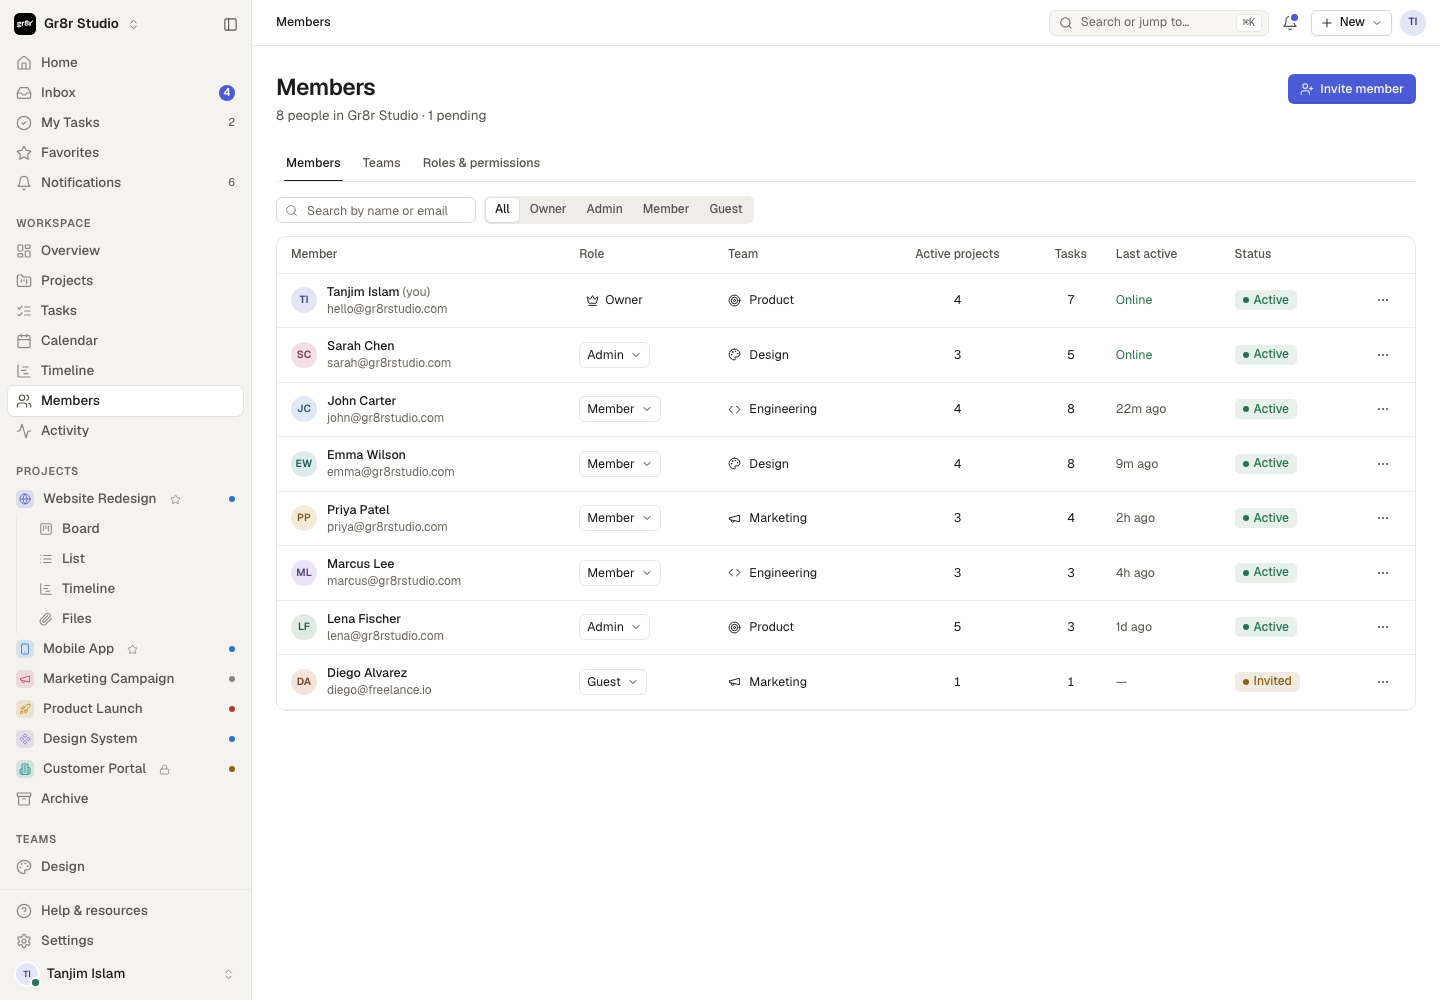 gr8r Gr8r Studio
Home
Inbox 4
My Tasks 2
Favorites
Notifications 6
WORKSPACE
Overview
Projects
Tasks
Calendar
Timeline
Members
Activity
PROJECTS
Website Redesign
Board
List
Timeline
Files
Mobile App
Marketing Campaign
Product Launch
Design System
Customer Portal
Archive
TEAMS
Design
Help & resources
Settings
TI Tanjim Islam
Members Search or jump to... ⌘K New TI
Members Invite member
8 people in Gr8r Studio · 1 pending
Members Teams Roles & permissions
Search by name or email All Owner Admin Member Guest
Member Role Team Active projects Tasks Last active Status
TI Tanjim Islam (you) Owner Product 4 7 Online Active
hello@gr8rstudio.com
SC Sarah Chen Admin Design 3 5 Online Active
sarah@gr8rstudio.com
JC John Carter Member Engineering 4 8 22m ago Active
john@gr8rstudio.com
EW Emma Wilson Member Design 4 8 9m ago Active
emma@gr8rstudio.com
PP Priya Patel Member Marketing 3 4 2h ago Active
priya@gr8rstudio.com
ML Marcus Lee Member Engineering 3 3 4h ago Active
marcus@gr8rstudio.com
LF Lena Fischer Admin Product 5 3 1d ago Active
lena@gr8rstudio.com
DA Diego Alvarez Guest Marketing 1 1 — Invited
diego@freelance.io